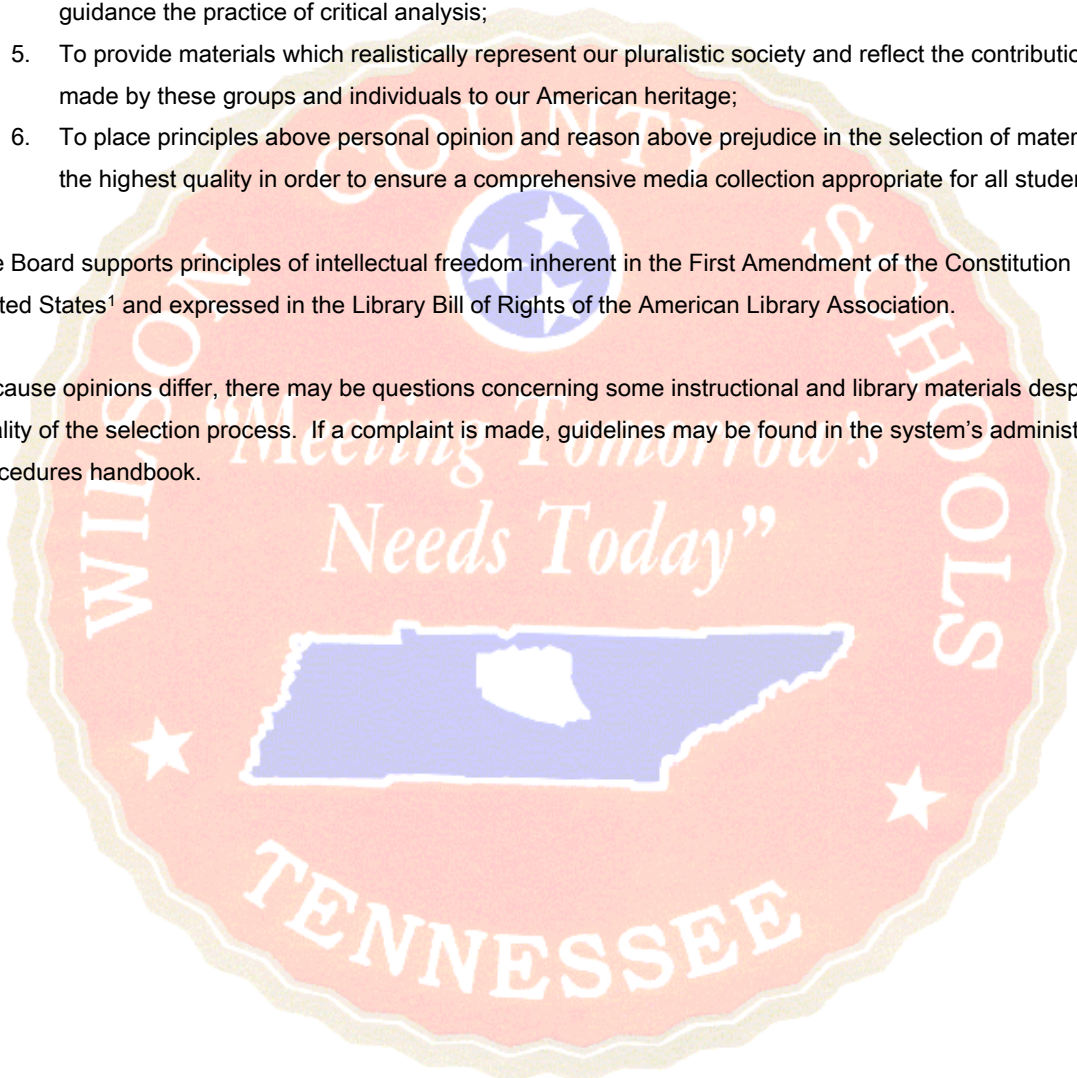 guidance the practice of critical analysis;
5. To provide materials which realistically represent our pluralistic society and reflect the contributio
made by these groups and individuals to our American heritage;
6. To place principles above personal opinion and reason above prejudice in the selection of mater
the highest quality in order to ensure a comprehensive media collection appropriate for all studen
e Board supports principles of intellectual freedom inherent in the First Amendment of the Constitution
ted States¹ and expressed in the Library Bill of Rights of the American Library Association.
cause opinions differ, there may be questions concerning some instructional and library materials desp
ality of the selection process. If a complaint is made, guidelines may be found in the system’s administ
cedures handbook.
WILSON COUNTY SCHOOLS
“Meeting Tomorrow’s
Needs Today”
TENNESSEE